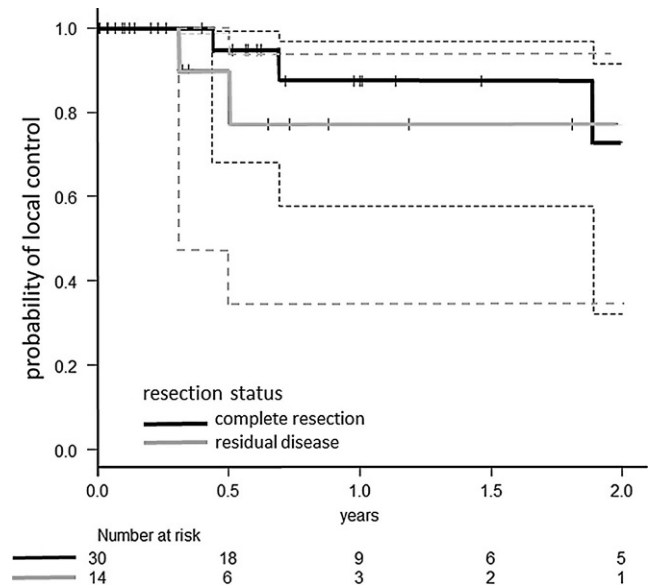 probability of local control
1.0
0.8
0.6
0.4
0.2
0.0
resection status
complete resection
residual disease
0.0 0.5 1.0 1.5 2.0
years
Number at risk
30 18 9 6 5
14 6 3 2 1